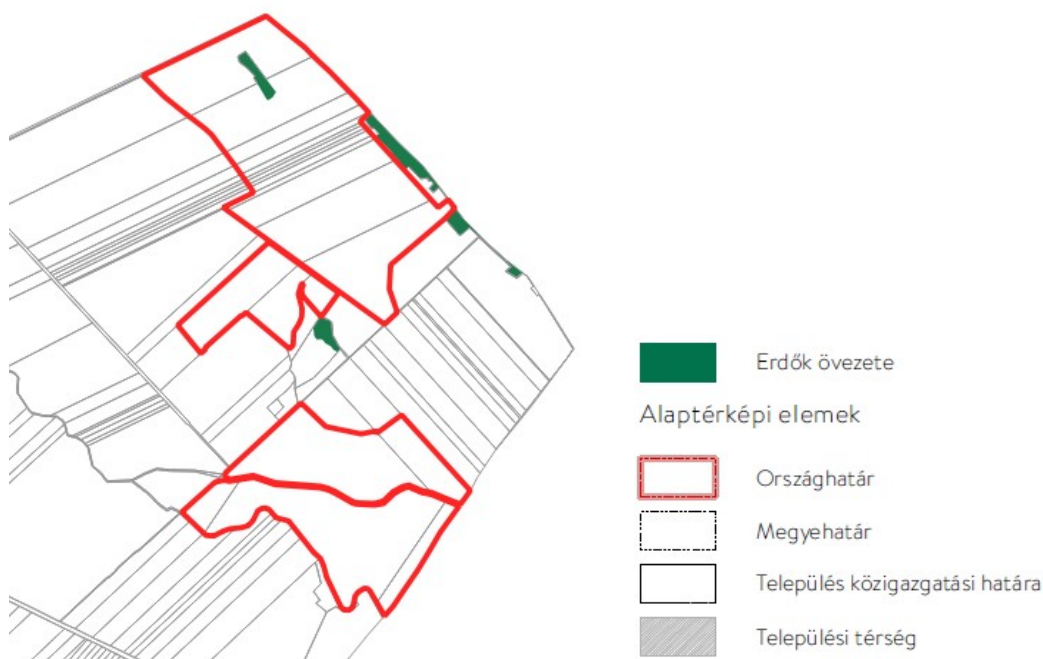 Erdők övezete
Alaptérképi elemek
Országhatár
Megyehatár
Település közigazgatási határa
Települési térség